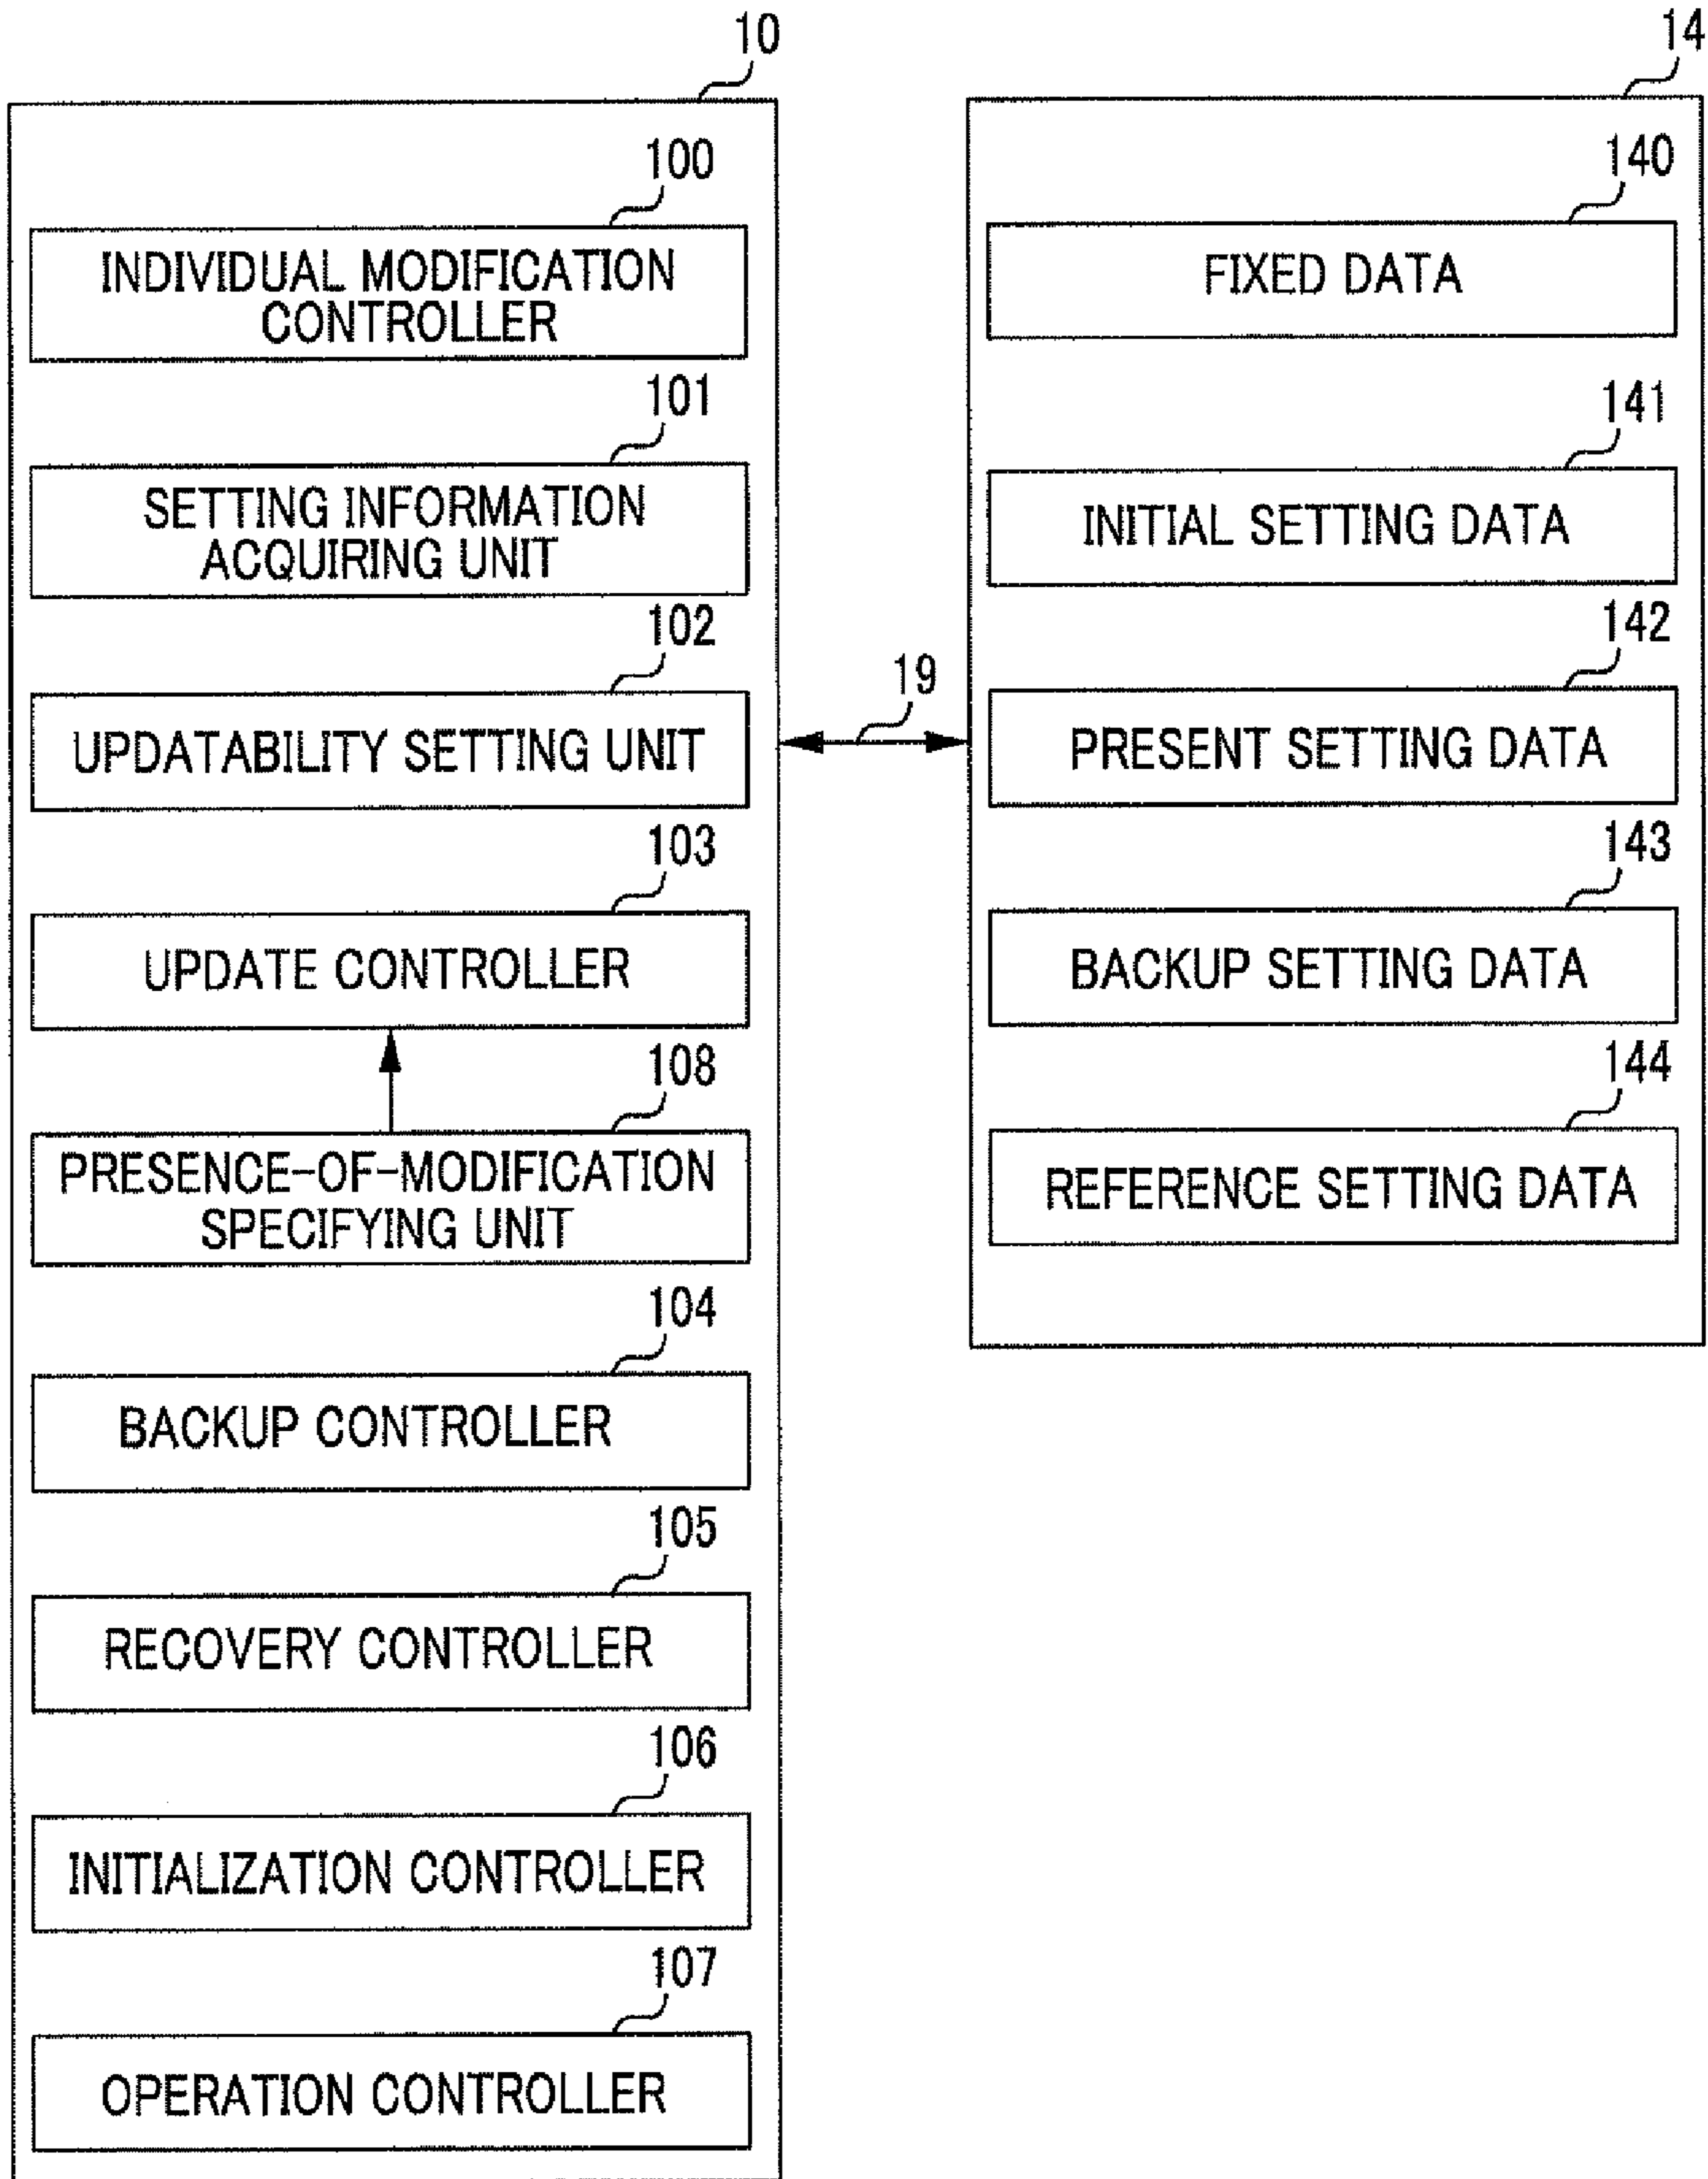 10
100
INDIVIDUAL MODIFICATION
CONTROLLER
101
SETTING INFORMATION
ACQUIRING UNIT
102
UPDATABILITY SETTING UNIT
103
UPDATE CONTROLLER
108
PRESENCE-OF-MODIFICATION
SPECIFYING UNIT
104
BACKUP CONTROLLER
105
RECOVERY CONTROLLER
106
INITIALIZATION CONTROLLER
107
OPERATION CONTROLLER
19
14
140
FIXED DATA
141
INITIAL SETTING DATA
142
PRESENT SETTING DATA
143
BACKUP SETTING DATA
144
REFERENCE SETTING DATA